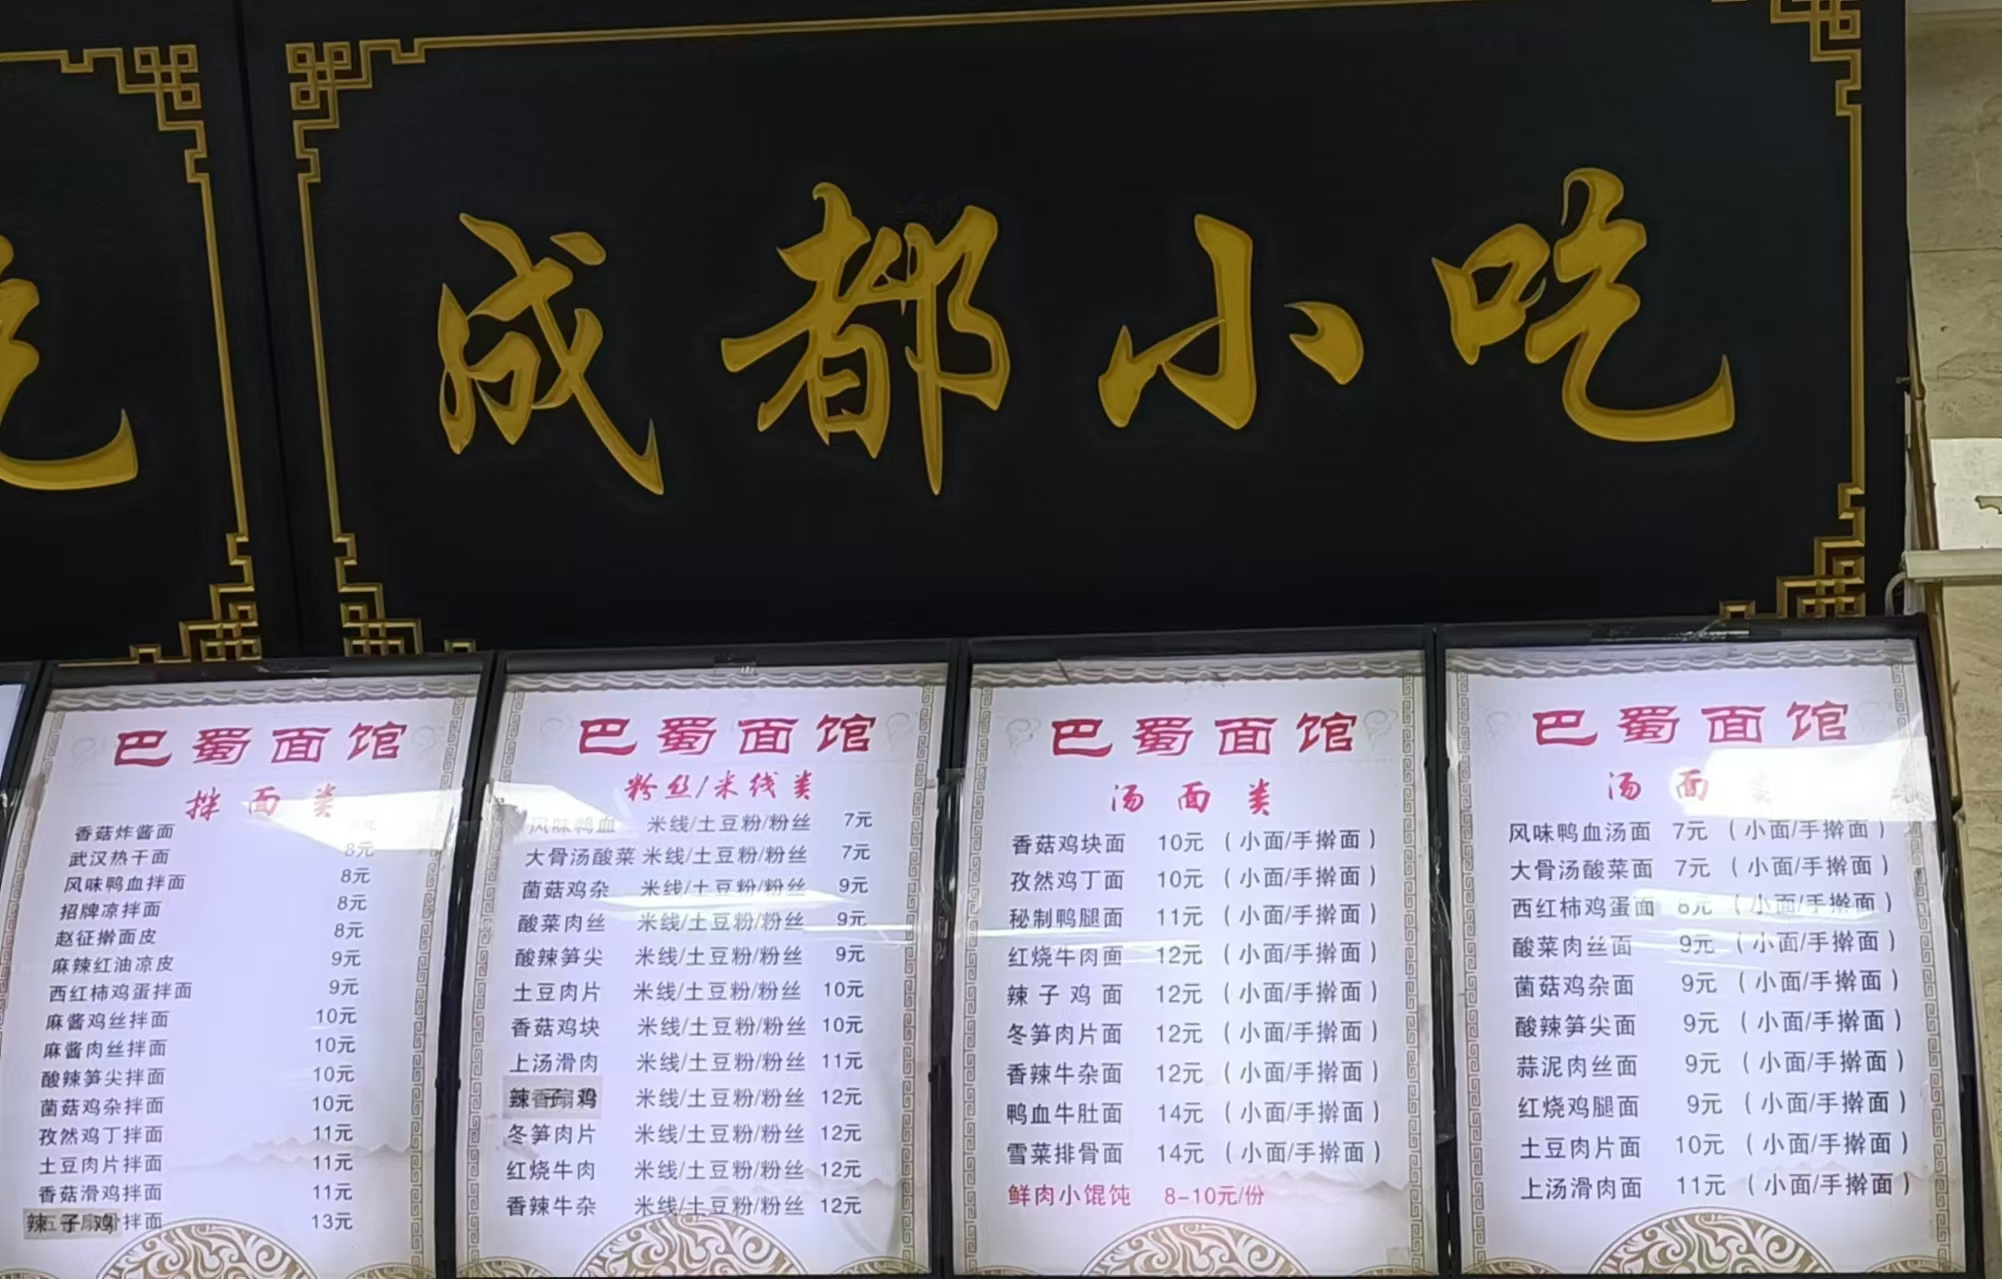 成都小吃
巴蜀面馆
拌面类
香菇炸酱面
武汉热干面 8元
风味鸭血拌面 8元
招牌凉拌面 8元
赵征擀面皮 8元
麻辣红油凉皮 9元
西红柿鸡蛋拌面 9元
麻酱鸡丝拌面 10元
麻酱肉丝拌面 10元
酸辣笋尖拌面 10元
菌菇鸡杂拌面 10元
孜然鸡丁拌面 11元
土豆肉片拌面 11元
香菇滑鸡拌面 11元
辣子鸡拌面 13元
巴蜀面馆
粉丝/米线类
风味鸭血 米线/土豆粉/粉丝 7元
大骨汤酸菜 米线/土豆粉/粉丝 7元
菌菇鸡杂 米线/土豆粉/粉丝 9元
酸菜肉丝 米线/土豆粉/粉丝 9元
酸辣笋尖 米线/土豆粉/粉丝 9元
土豆肉片 米线/土豆粉/粉丝 10元
香菇鸡块 米线/土豆粉/粉丝 10元
上汤滑肉 米线/土豆粉/粉丝 11元
辣子鸡 米线/土豆粉/粉丝 12元
冬笋肉片 米线/土豆粉/粉丝 12元
红烧牛肉 米线/土豆粉/粉丝 12元
香辣牛杂 米线/土豆粉/粉丝 12元
巴蜀面馆
汤面类
香菇鸡块面 10元 (小面/手擀面)
孜然鸡丁面 10元 (小面/手擀面)
秘制鸭腿面 11元 (小面/手擀面)
红烧牛肉面 12元 (小面/手擀面)
辣子鸡面 12元 (小面/手擀面)
冬笋肉片面 12元 (小面/手擀面)
香辣牛杂面 12元 (小面/手擀面)
鸭血牛肚面 14元 (小面/手擀面)
雪菜排骨面 14元 (小面/手擀面)
鲜肉小馄饨 8-10元/份
巴蜀面馆
汤面类
风味鸭血汤面 7元 (小面/手擀面)
大骨汤酸菜面 7元 (小面/手擀面)
西红柿鸡蛋面 8元 (小面/手擀面)
酸菜肉丝面 9元 (小面/手擀面)
菌菇鸡杂面 9元 (小面/手擀面)
酸辣笋尖面 9元 (小面/手擀面)
蒜泥肉丝面 9元 (小面/手擀面)
红烧鸡腿面 9元 (小面/手擀面)
土豆肉片面 10元 (小面/手擀面)
上汤滑肉面 11元 (小面/手擀面)